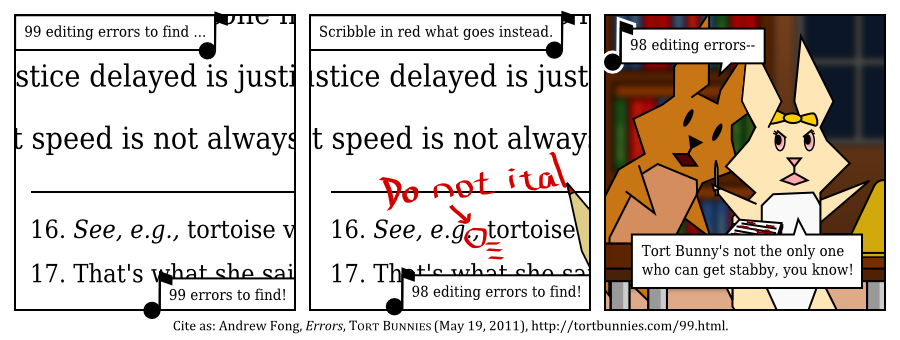 99 editing errors to find ...
stice delayed is justi
t speed is not always
16. See, e.g., tortoise v
17. That's what she sai
99 errors to find!
Scribble in red what goes instead.
stice delayed is just
t speed is not always
Do not ital
16. See, e.g., tortoise
17. That's what she sa
98 editing errors to find!
98 editing errors--
Tort Bunny's not the only one
who can get stabby, you know!
Cite as: Andrew Fong, Errors, TORT BUNNIES (May 19, 2011), http://tortbunnies.com/99.html.